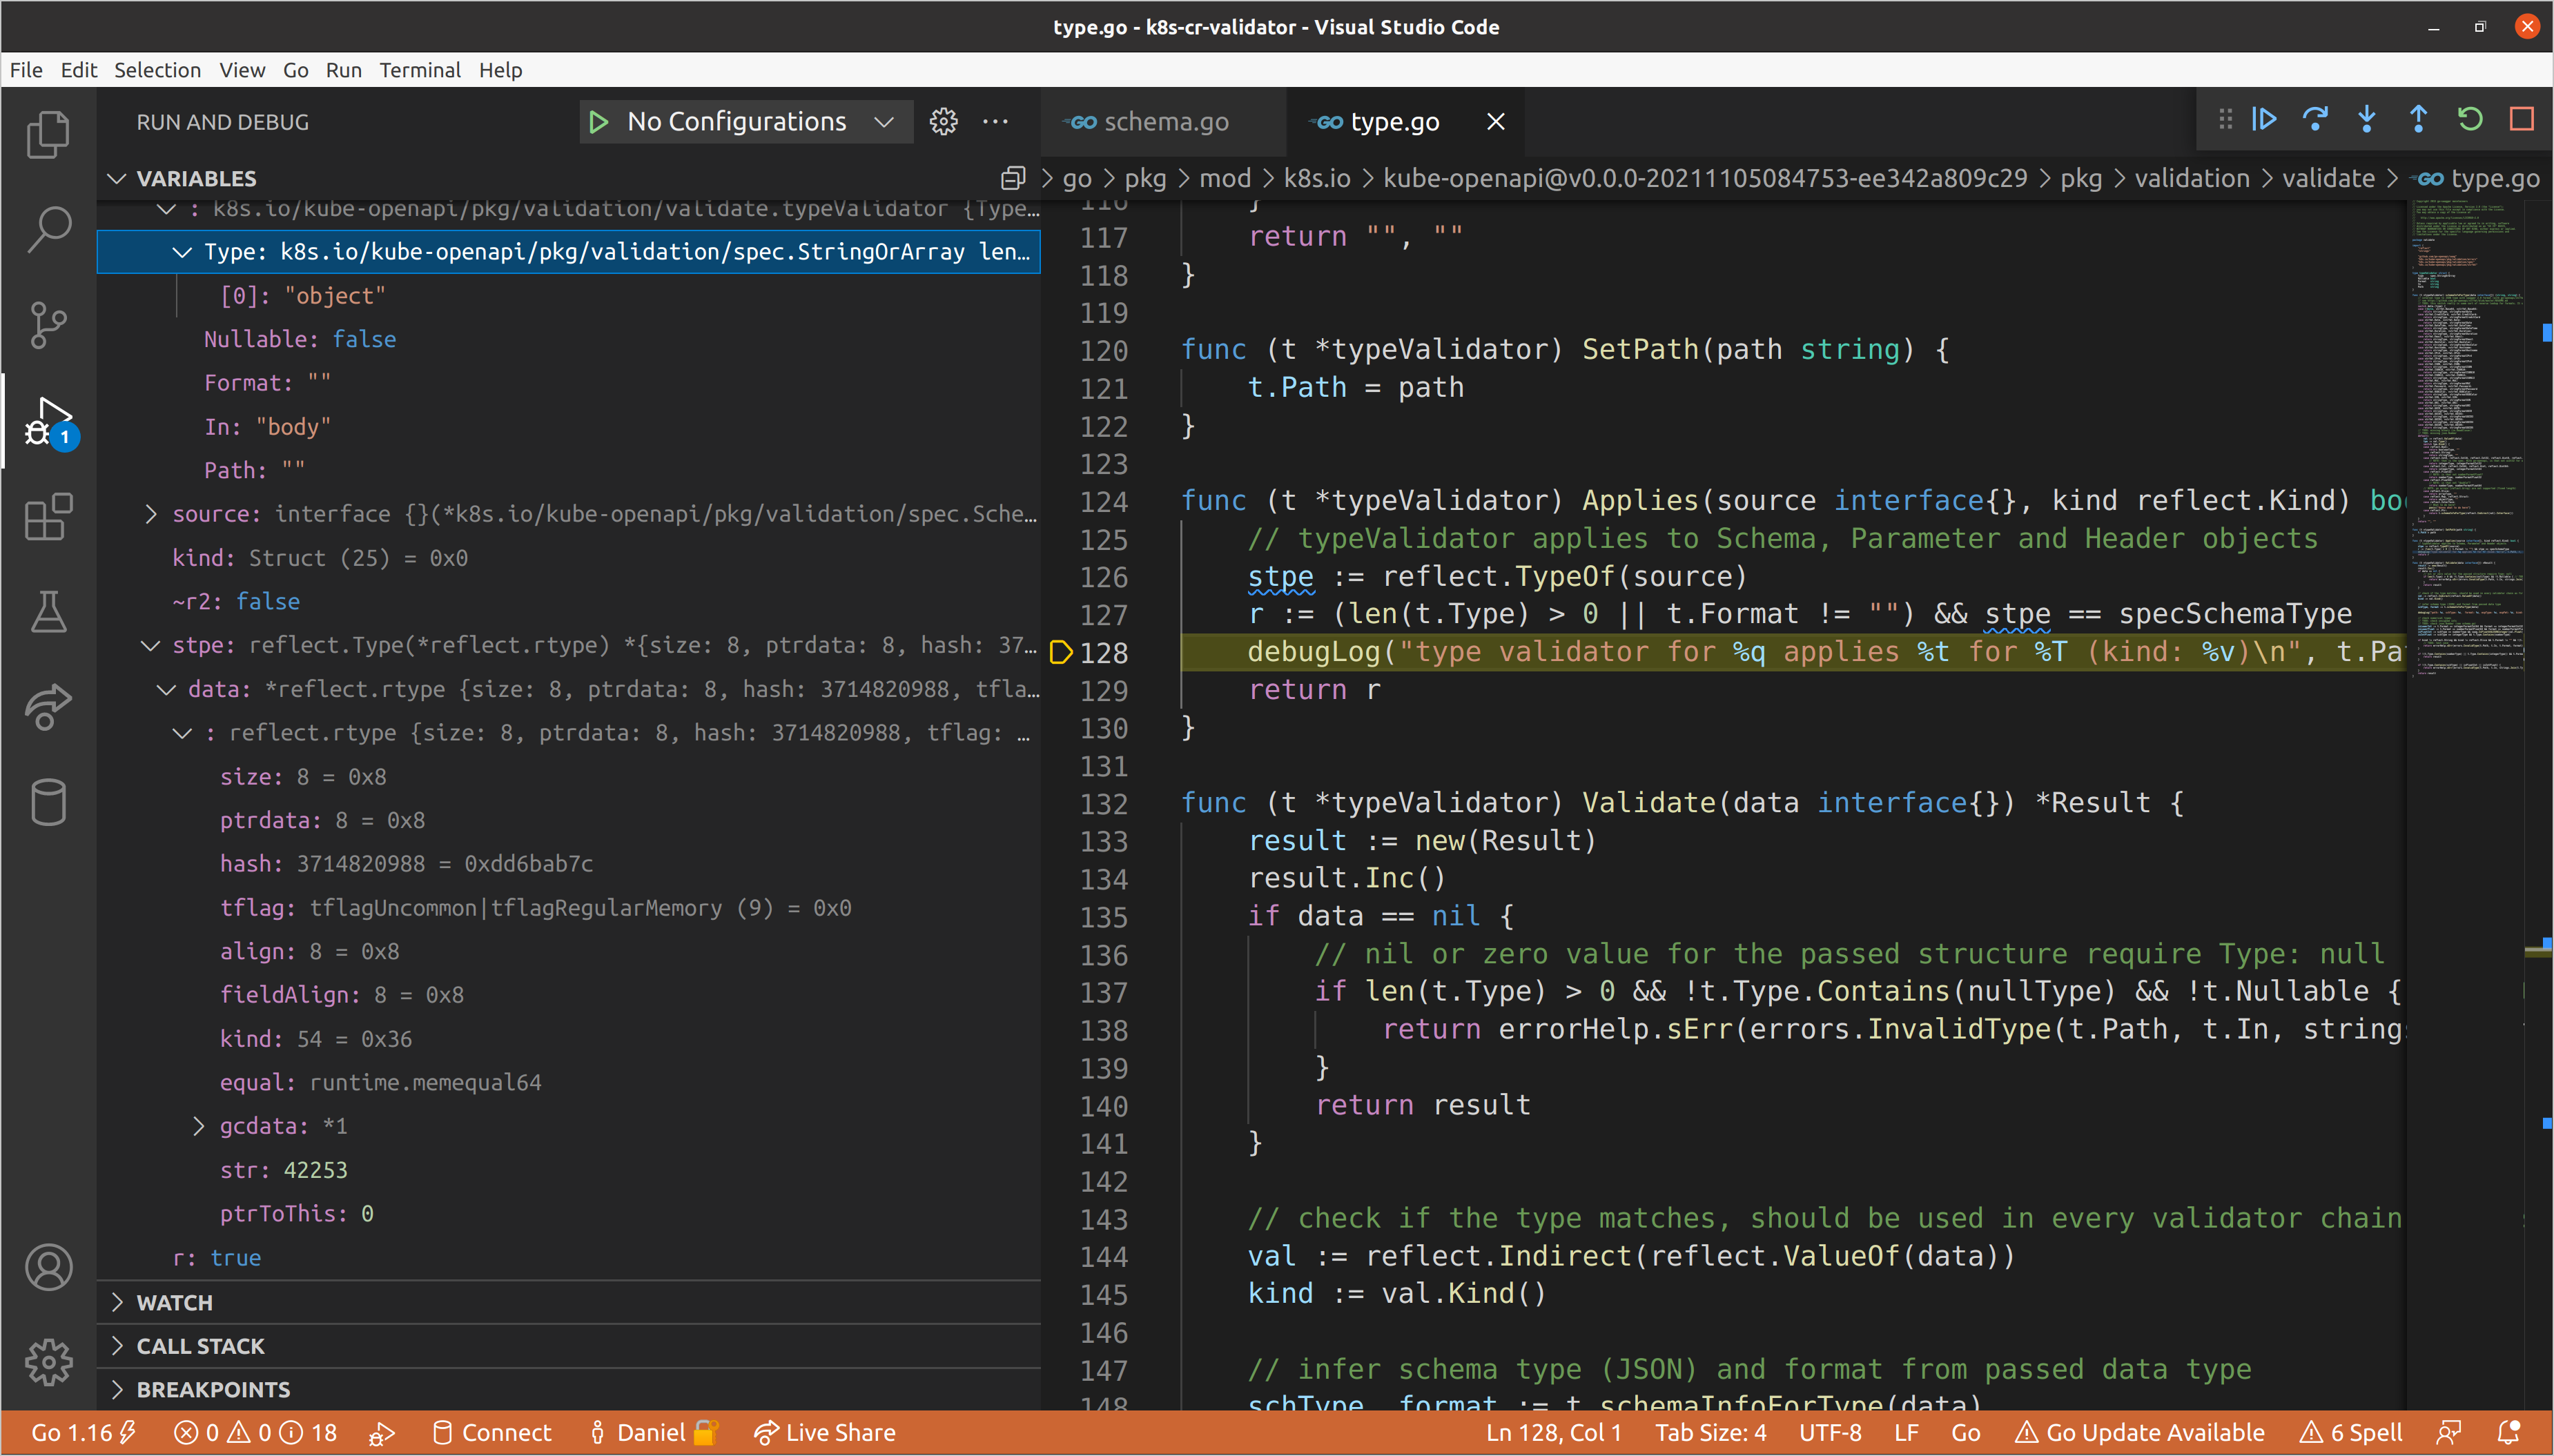 type.go - k8s-cr-validator - Visual Studio Code
File Edit Selection View Go Run Terminal Help
RUN AND DEBUG
No Configurations
VARIABLES
: k8s.io/kube-openapi/pkg/validation/validate.typeValidator {Type…
Type: k8s.io/kube-openapi/pkg/validation/spec.StringOrArray len…
[0]: "object"
Nullable: false
Format: ""
In: "body"
Path: ""
source: interface {}(*k8s.io/kube-openapi/pkg/validation/spec.Sche…
kind: Struct (25) = 0x0
~r2: false
stpe: reflect.Type(*reflect.rtype) *{size: 8, ptrdata: 8, hash: 37…
data: *reflect.rtype {size: 8, ptrdata: 8, hash: 3714820988, tfla…
: reflect.rtype {size: 8, ptrdata: 8, hash: 3714820988, tflag: …
size: 8 = 0x8
ptrdata: 8 = 0x8
hash: 3714820988 = 0xdd6bab7c
tflag: tflagUncommon|tflagRegularMemory (9) = 0x0
align: 8 = 0x8
fieldAlign: 8 = 0x8
kind: 54 = 0x36
equal: runtime.memequal64
gcdata: *1
str: 42253
ptrToThis: 0
r: true
WATCH
CALL STACK
BREAKPOINTS
1
GO schema.go
GO type.go
> go > pkg > mod > k8s.io > kube-openapi@v0.0.0-20211105084753-ee342a809c29 > pkg > validation > validate > GO type.go
116 }
117 return "", ""
118 }
119
120 func (t *typeValidator) SetPath(path string) {
121 t.Path = path
122 }
123
124 func (t *typeValidator) Applies(source interface{}, kind reflect.Kind) boo
125 // typeValidator applies to Schema, Parameter and Header objects
126 stpe := reflect.TypeOf(source)
127 r := (len(t.Type) > 0 || t.Format != "") && stpe == specSchemaType
128 debugLog("type validator for %q applies %t for %T (kind: %v)\n", t.Pa
129 return r
130 }
131
132 func (t *typeValidator) Validate(data interface{}) *Result {
133 result := new(Result)
134 result.Inc()
135 if data == nil {
136 // nil or zero value for the passed structure require Type: null
137 if len(t.Type) > 0 && !t.Type.Contains(nullType) && !t.Nullable {
138 return errorHelp.sErr(errors.InvalidType(t.Path, t.In, string
139 }
140 return result
141 }
142
143 // check if the type matches, should be used in every validator chain
144 val := reflect.Indirect(reflect.ValueOf(data))
145 kind := val.Kind()
146
147 // infer schema type (JSON) and format from passed data type
148 schType, format := t.schemaInfoForType(data)
Go 1.16 0 0 18 Connect Daniel Live Share Ln 128, Col 1 Tab Size: 4 UTF-8 LF Go Go Update Available 6 Spell